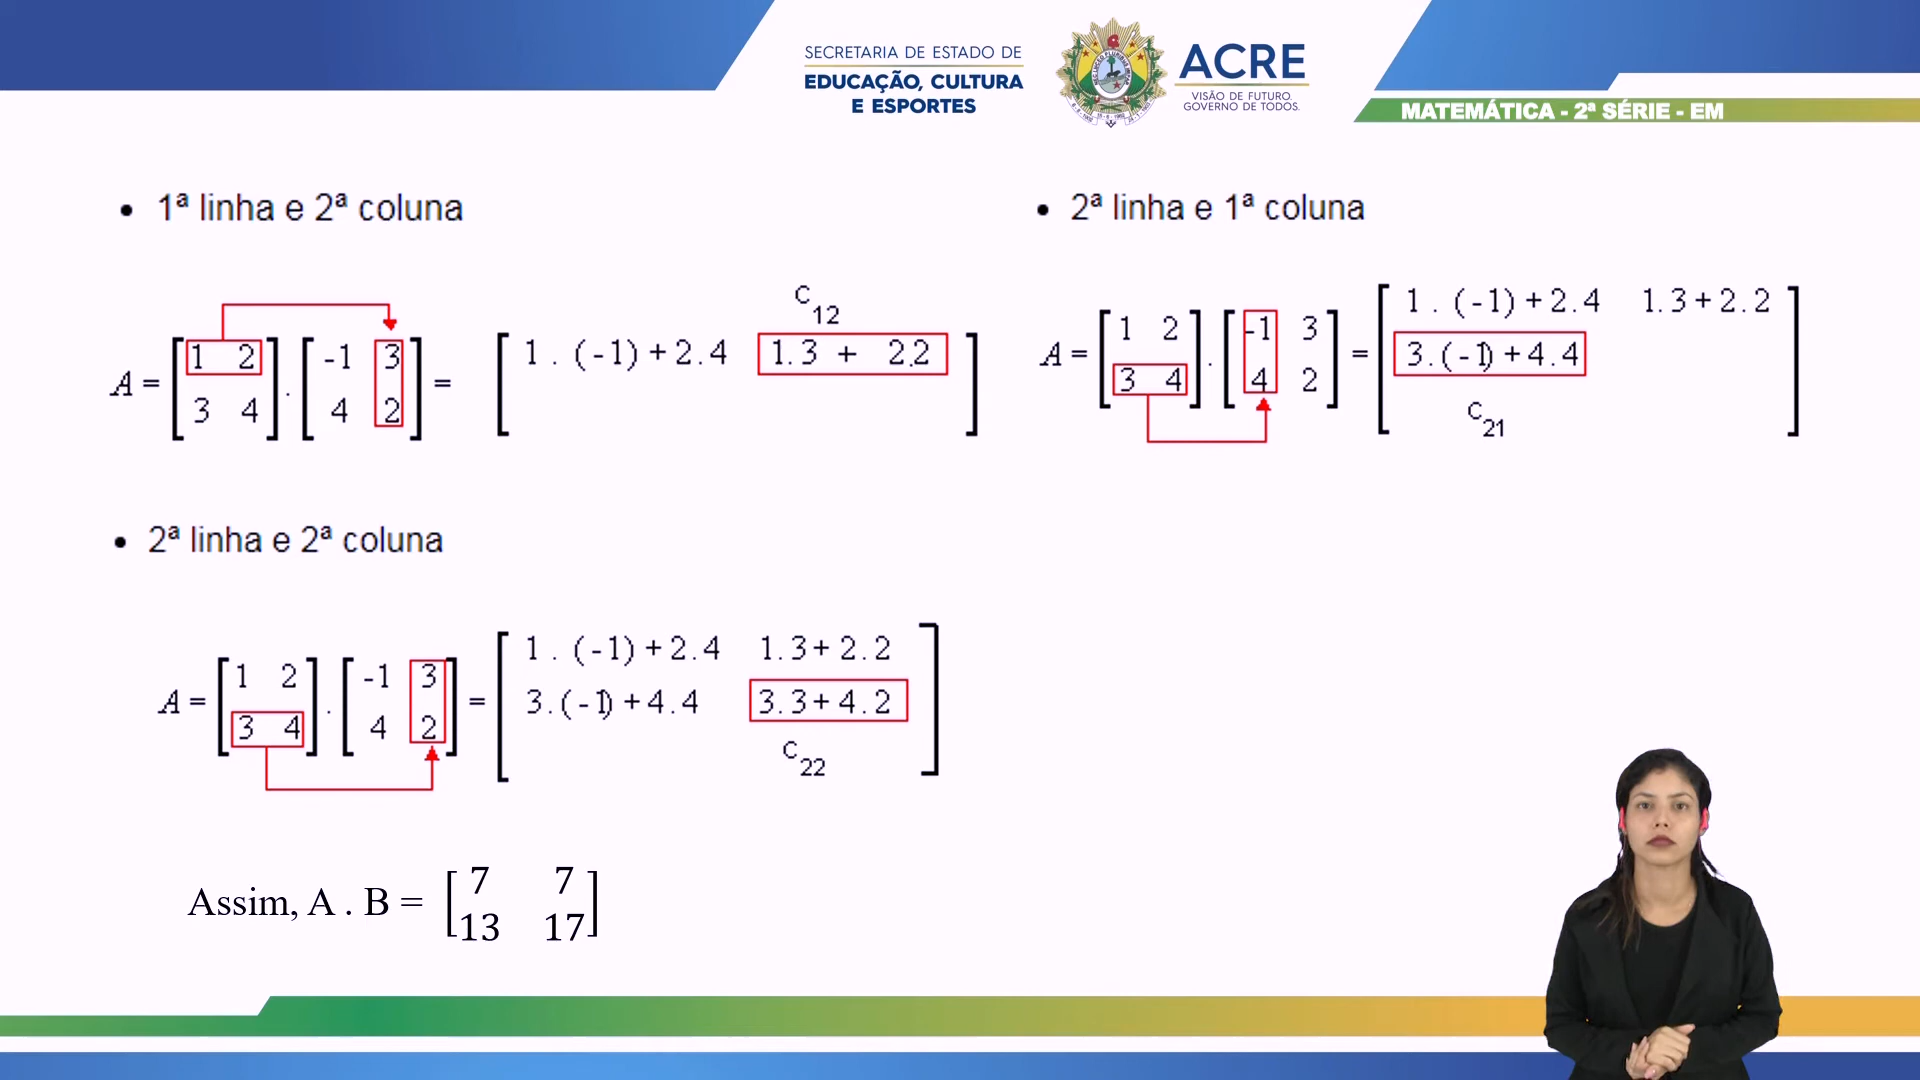 SECRETARIA DE ESTADO DE
EDUCAÇÃO, CULTURA
E ESPORTES
ACRE
VISÃO DE FUTURO.
GOVERNO DE TODOS.
MATEMÁTICA - 2ª SÉRIE - EM
• 1ª linha e 2ª coluna
C12
A = [1 2 3 4] . [-1 3 4 2] = [1 . (-1) + 2.4 1.3 + 2.2]
• 2ª linha e 1ª coluna
A = [1 2 3 4] . [-1 3 4 2] = [1 . (-1) + 2.4 1.3 + 2.2
3.(-1) + 4.4]
C21
• 2ª linha e 2ª coluna
A = [1 2 3 4] . [-1 3 4 2] = [1 . (-1) + 2.4 1.3 + 2.2
3.(-1) + 4.4 3.3 + 4.2]
C22
Assim, A . B = [7 7
13 17]